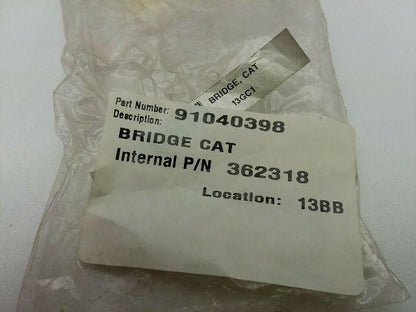 BRIDGE, CAT
13GC1
Part Number: 91040398
Description:
BRIDGE CAT
Internal P/N 362318
Location: 13BB